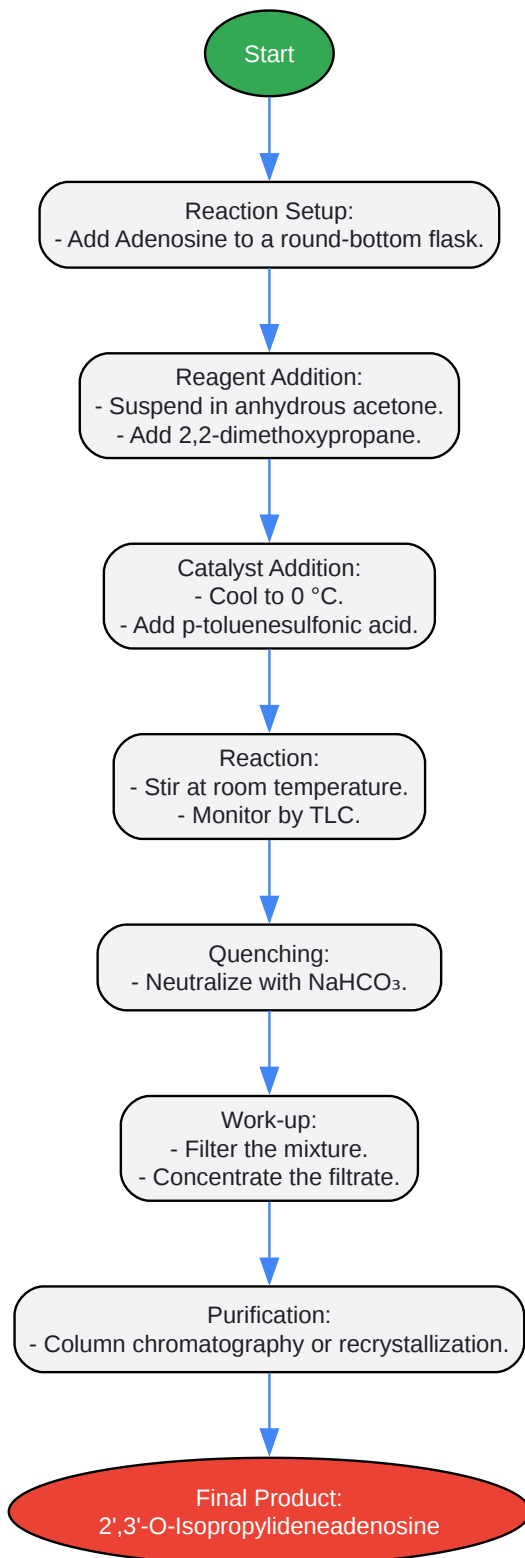 Start
Reaction Setup:
- Add Adenosine to a round-bottom flask.
Reagent Addition:
- Suspend in anhydrous acetone.
- Add 2,2-dimethoxypropane.
Catalyst Addition:
- Cool to 0 °C.
- Add p-toluenesulfonic acid.
Reaction:
- Stir at room temperature.
- Monitor by TLC.
Quenching:
- Neutralize with NaHCO₃.
Work-up:
- Filter the mixture.
- Concentrate the filtrate.
Purification:
- Column chromatography or recrystallization.
Final Product:
2',3'-O-Isopropylideneadenosine